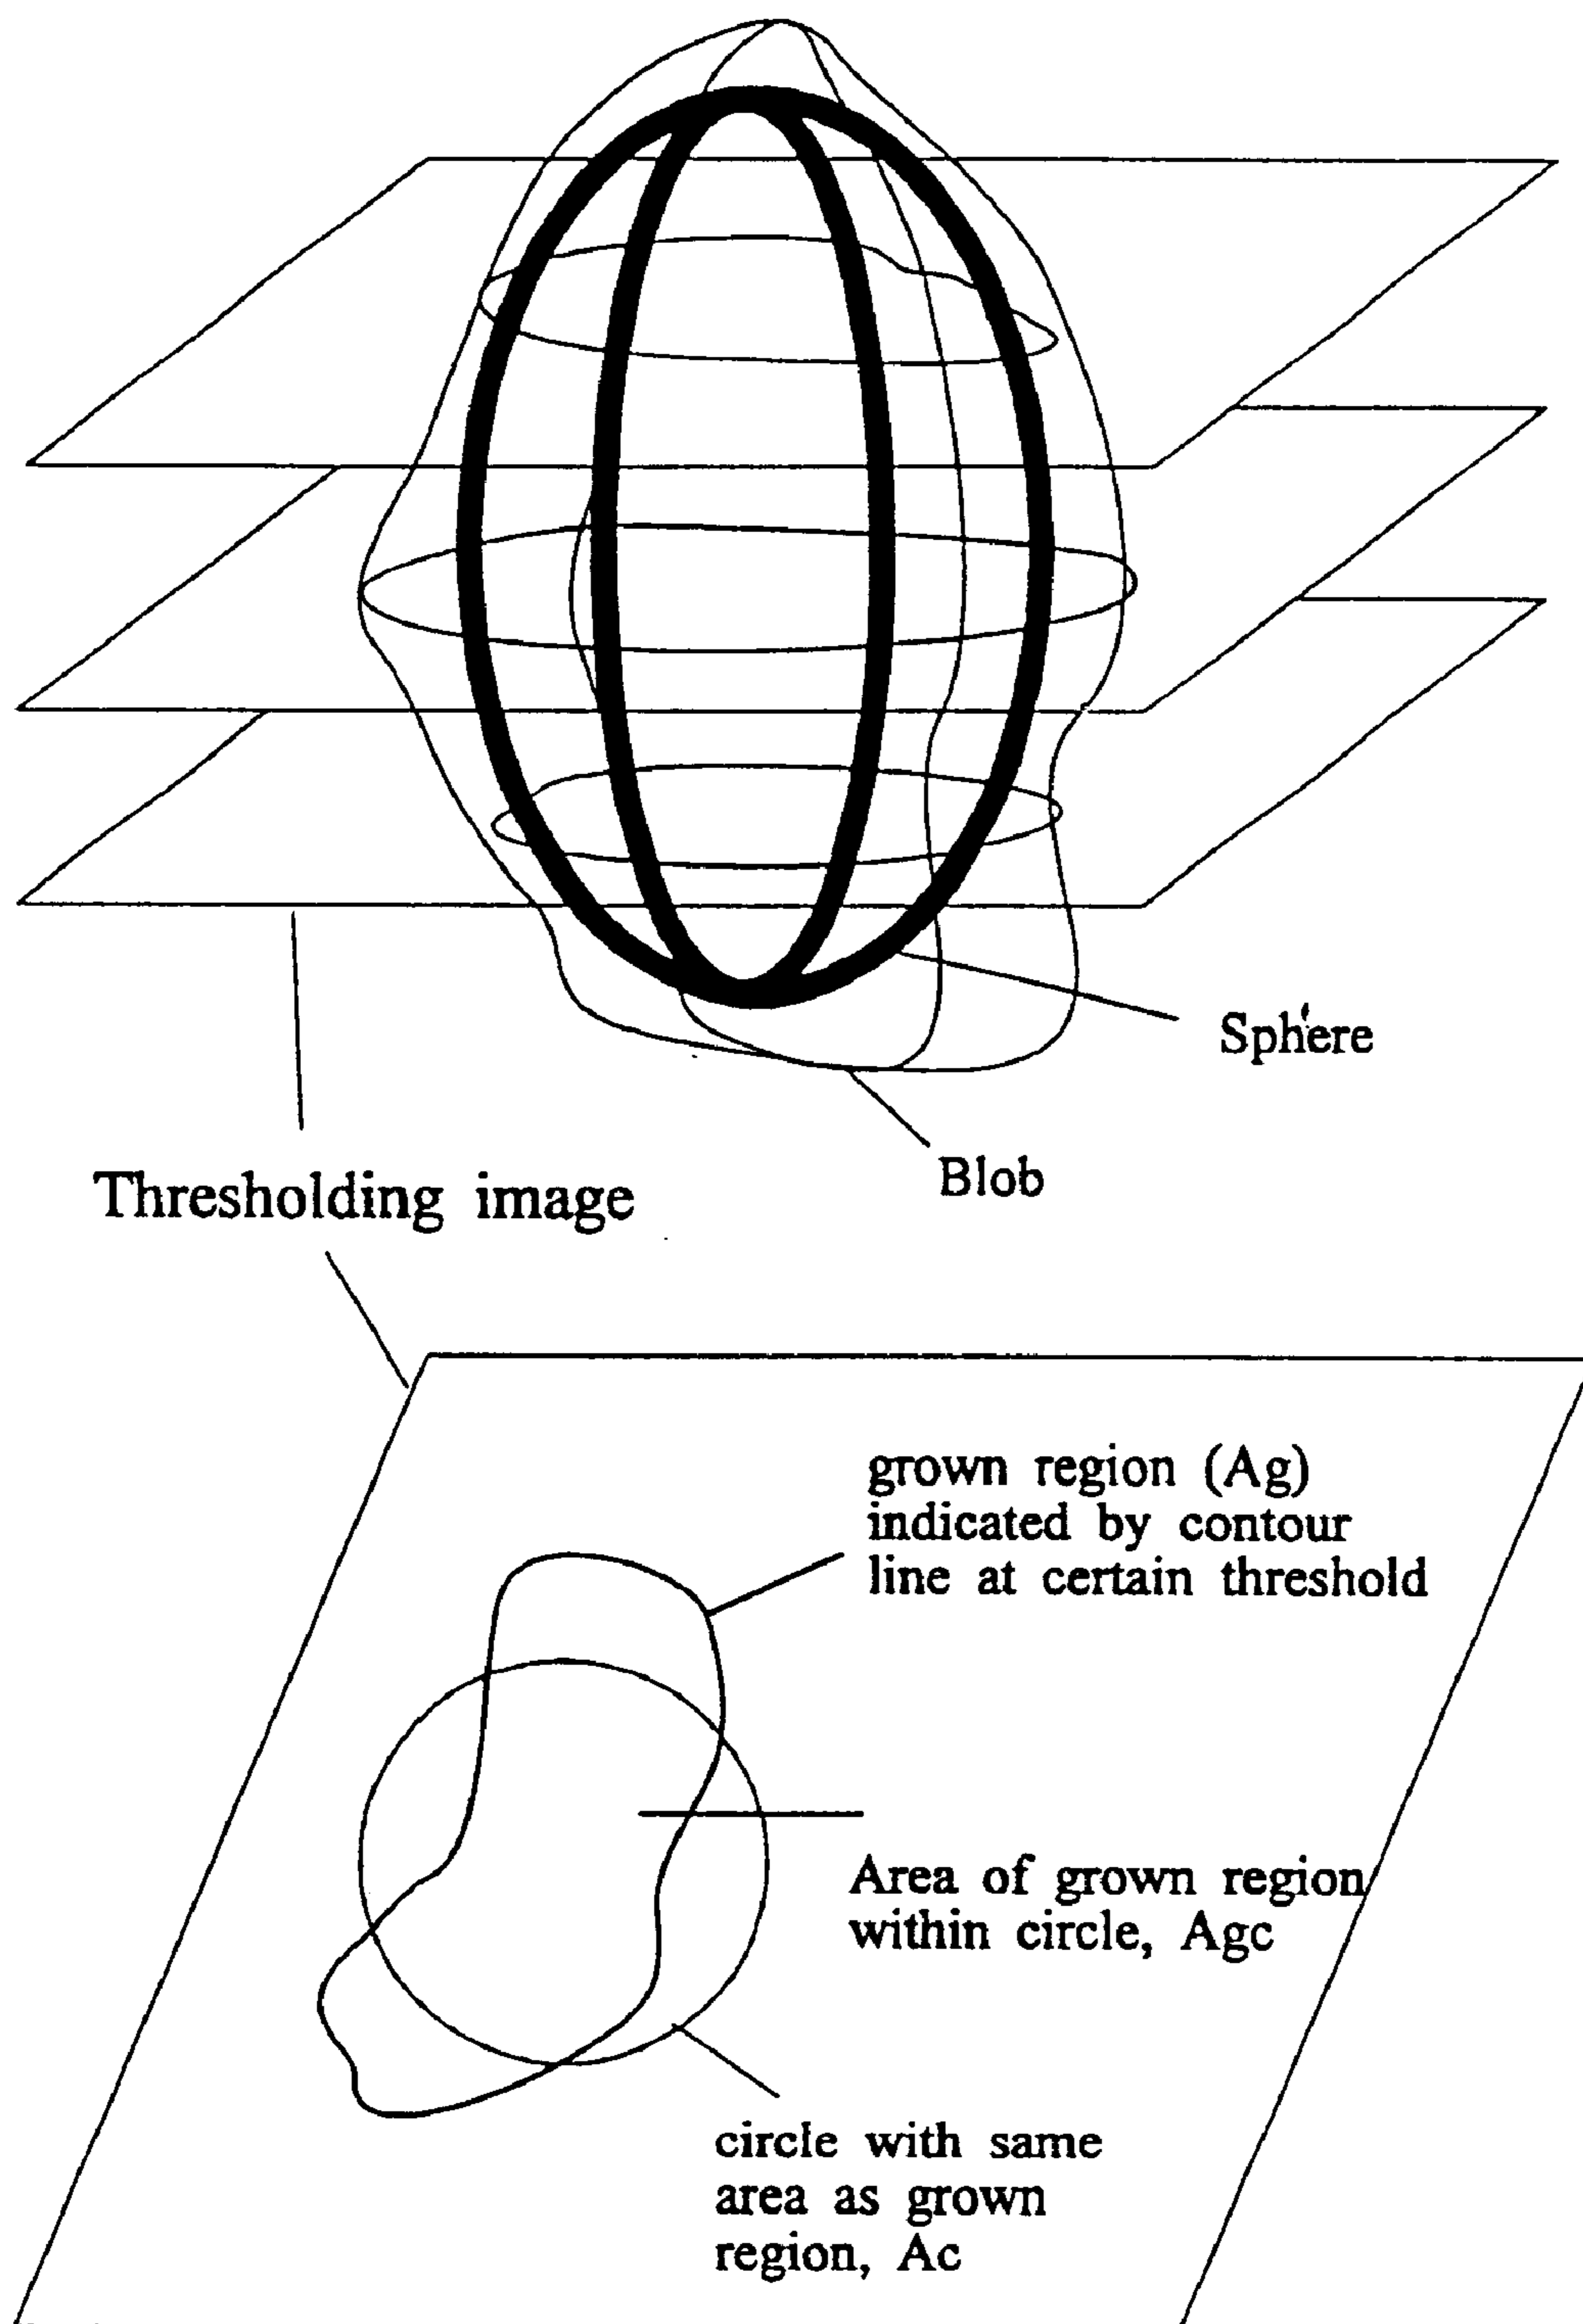 Sphere
Blob
Thresholding image
grown region (Ag)
indicated by contour
line at certain threshold
Area of grown region
within circle, Agc
circle with same
area as grown
region, Ac